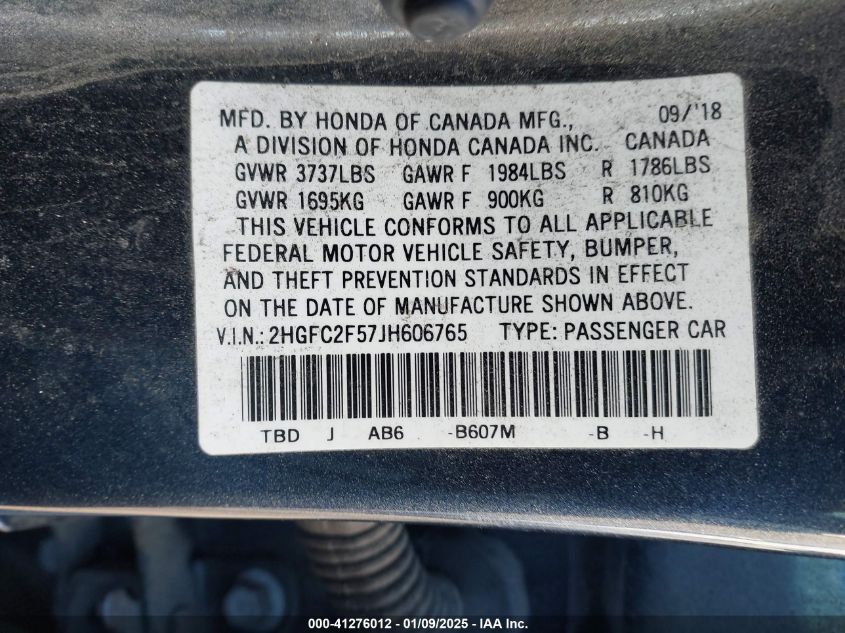 MFD. BY HONDA OF CANADA MFG., 09/'18
A DIVISION OF HONDA CANADA INC. CANADA
GVWR 3737LBS GAWR F 1984LBS R 1786LBS
GVWR 1695KG GAWR F 900KG R 810KG
THIS VEHICLE CONFORMS TO ALL APPLICABLE
FEDERAL MOTOR VEHICLE SAFETY, BUMPER,
AND THEFT PREVENTION STANDARDS IN EFFECT
ON THE DATE OF MANUFACTURE SHOWN ABOVE.
V.I.N.: 2HGFC2F57JH606765 TYPE: PASSENGER CAR
TBD J AB6 -B607M -B -H
000-41276012 - 01/09/2025 - IAA Inc.